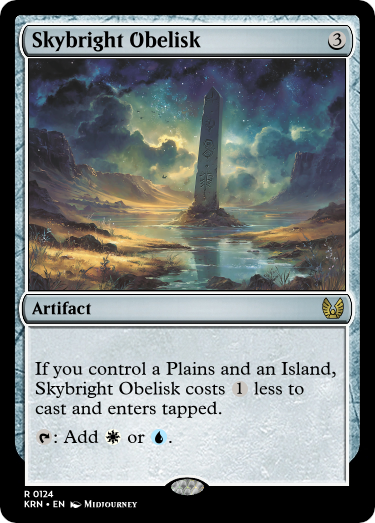 Skybright Obelisk 3
Artifact
If you control a Plains and an Island,
Skybright Obelisk costs 1 less to
cast and enters tapped.
: Add or .
R 0124
KRN • EN Midjourney